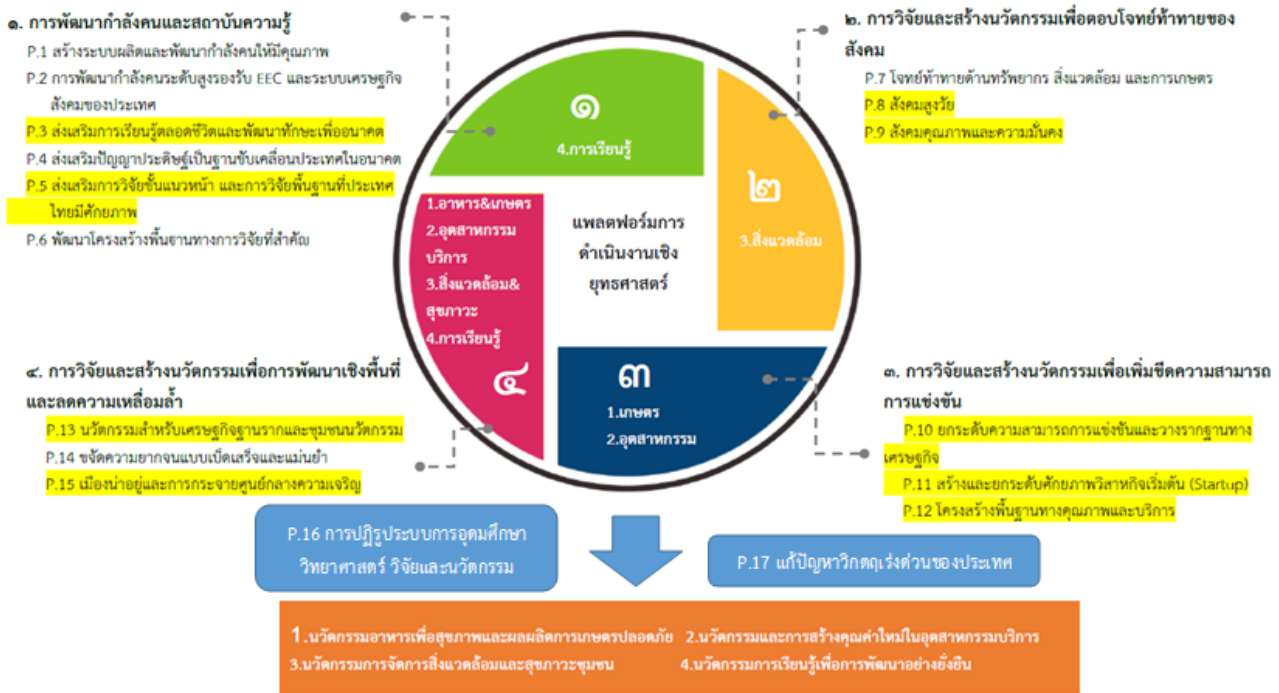 ๑. การพัฒนากำลังคนและสถาบันความรู้
P.1 สร้างระบบผลิตและพัฒนากำลังคนให้มีคุณภาพ
P.2 การพัฒนากำลังคนระดับสูงรองรับ EEC และระบบเศรษฐกิจ
สังคมของประเทศ
P.3 ส่งเสริมการเรียนรู้ตลอดชีวิตและพัฒนาทักษะเพื่ออนาคต
P.4 ส่งเสริมปัญญาประดิษฐ์เป็นฐานขับเคลื่อนประเทศในอนาคต
P.5 ส่งเสริมการวิจัยขั้นแนวหน้า และการวิจัยพื้นฐานที่ประเทศ
ไทยมีศักยภาพ
P.6 พัฒนาโครงสร้างพื้นฐานทางการวิจัยที่สำคัญ
๒. การวิจัยและสร้างนวัตกรรมเพื่อตอบโจทย์ท้าทายของ
สังคม
P.7 โจทย์ท้าทายด้านทรัพยากร สิ่งแวดล้อม และการเกษตร
P.8 สังคมสูงวัย
P.9 สังคมคุณภาพและความมั่นคง
๑
4.การเรียนรู้
๒
3.สิ่งแวดล้อม
1.อาหาร&เกษตร
2.อุตสาหกรรม
บริการ
3.สิ่งแวดล้อม&
สุขภาวะ
4.การเรียนรู้
๔
แพลตฟอร์มการ
ดำเนินงานเชิง
ยุทธศาสตร์
๓
1.เกษตร
2.อุตสาหกรรม
๔. การวิจัยและสร้างนวัตกรรมเพื่อการพัฒนาเชิงพื้นที่
และลดความเหลื่อมล้ำ
P.13 นวัตกรรมสำหรับเศรษฐกิจฐานรากและชุมชนนวัตกรรม
P.14 ขจัดความยากจนแบบเบ็ดเสร็จและแม่นยำ
P.15 เมืองน่าอยู่และการกระจายศูนย์กลางความเจริญ
๓. การวิจัยและสร้างนวัตกรรมเพื่อเพิ่มขีดความสามารถ
การแข่งขัน
P.10 ยกระดับความสามารถการแข่งขันและวางรากฐานทาง
เศรษฐกิจ
P.11 สร้างและยกระดับศักยภาพวิสาหกิจเริ่มต้น (Startup)
P.12 โครงสร้างพื้นฐานทางคุณภาพและบริการ
P.16 การปฏิรูประบบการอุดมศึกษา
วิทยาศาสตร์ วิจัยและนวัตกรรม
P.17 แก้ปัญหาวิกตฤเร่งด่วนของประเทศ
1.นวัตกรรมอาหารเพื่อสุขภาพและผลผลิตการเกษตรปลอดภัย 2.นวัตกรรมและการสร้างคุณค่าใหม่ในอุตสาหกรรมบริการ
3.นวัตกรรมการจัดการสิ่งแวดล้อมและสุขภาวะชุมชน 4.นวัตกรรมการเรียนรู้เพื่อการพัฒนาอย่างยั่งยืน